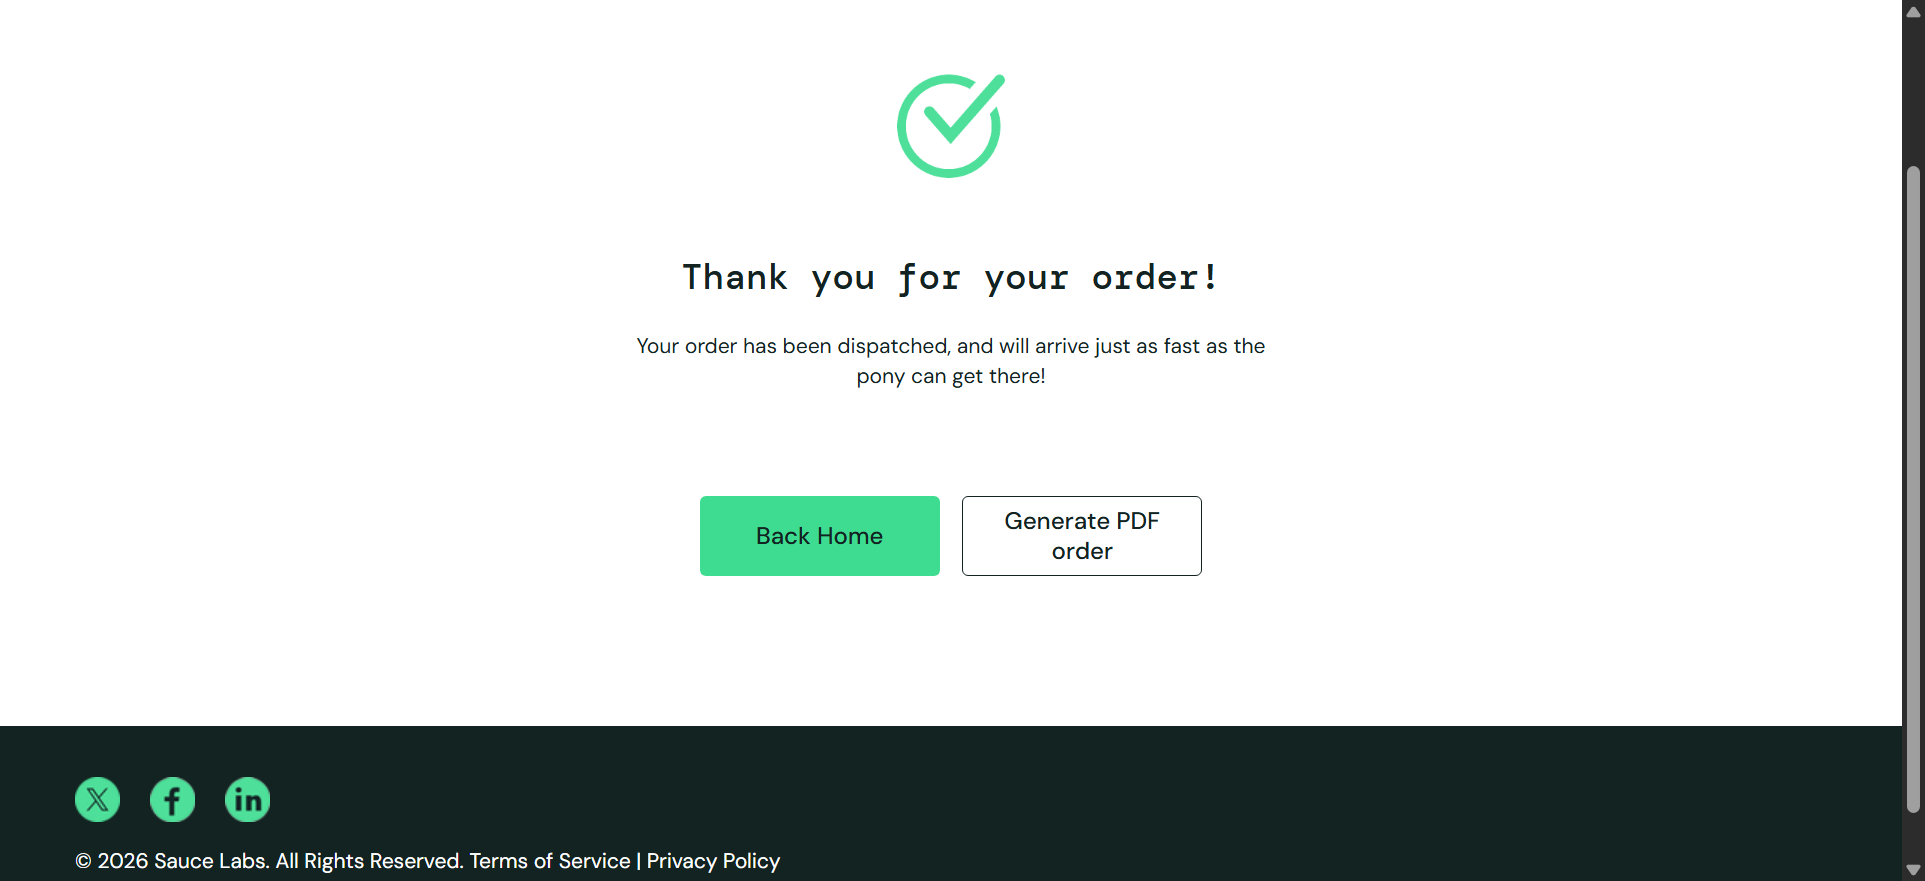 Thank you for your order!
Your order has been dispatched, and will arrive just as fast as the
pony can get there!
Back Home
Generate PDF
order
© 2026 Sauce Labs. All Rights Reserved. Terms of Service | Privacy Policy